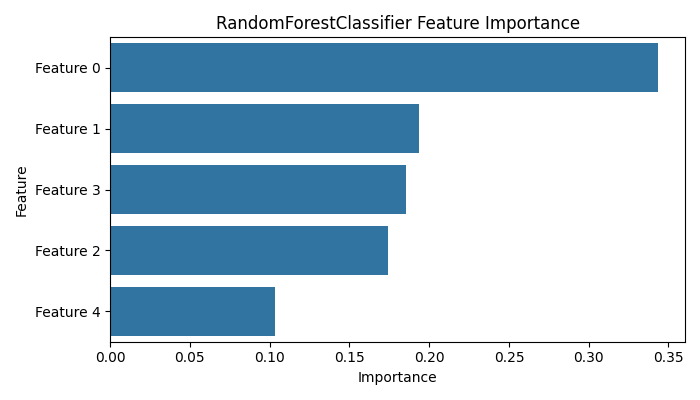 RandomForestClassifier Feature Importance
Feature 0
Feature 1
Feature 3
Feature 2
Feature 4
Feature
0.00 0.05 0.10 0.15 0.20 0.25 0.30 0.35
Importance